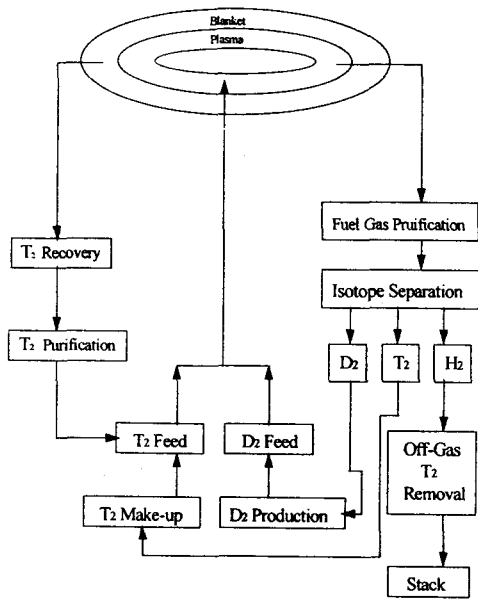 Blanket
Plasma
Fuel Gas Pruification
T₂ Recovery
Isotope Separation
T₂ Purification
D₂
T₂
H₂
T₂ Feed
D₂ Feed
Off-Gas
T₂
Removal
T₂ Make-up
D₂ Production
Stack